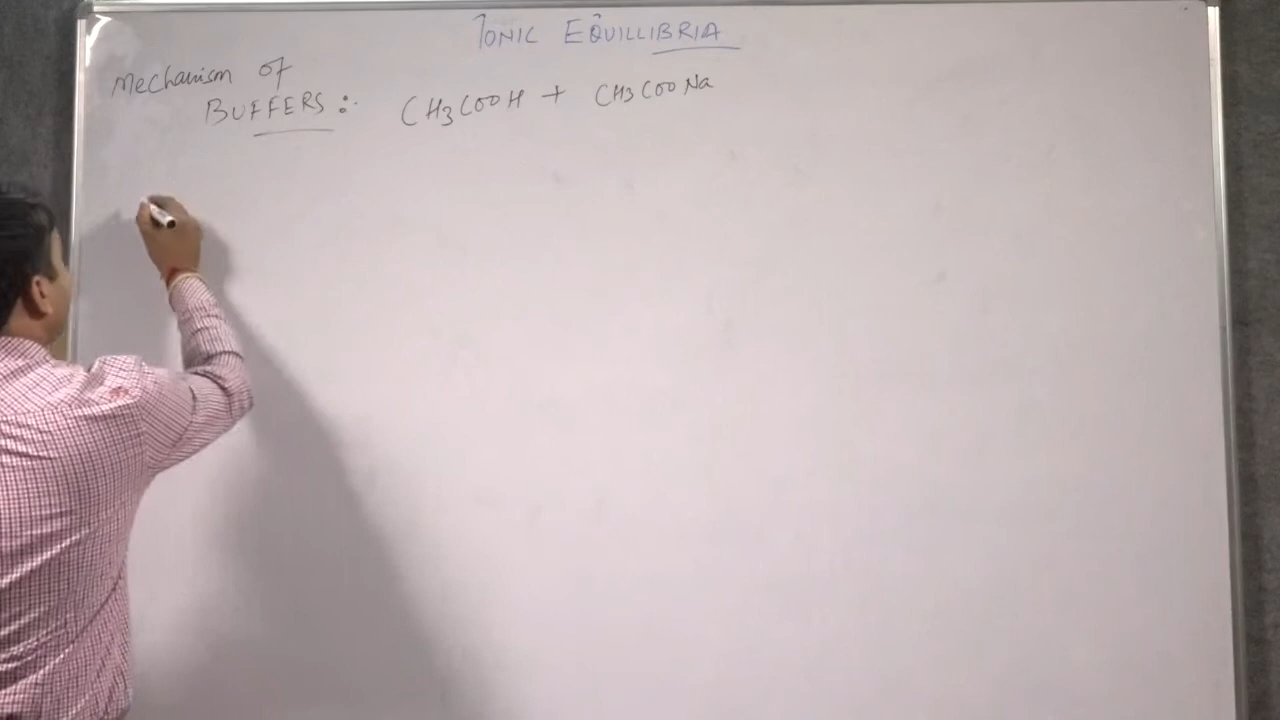 IONIC EQUILLIBRIA
Mechanism of
BUFFERS :- CH3COOH + CH3COONa